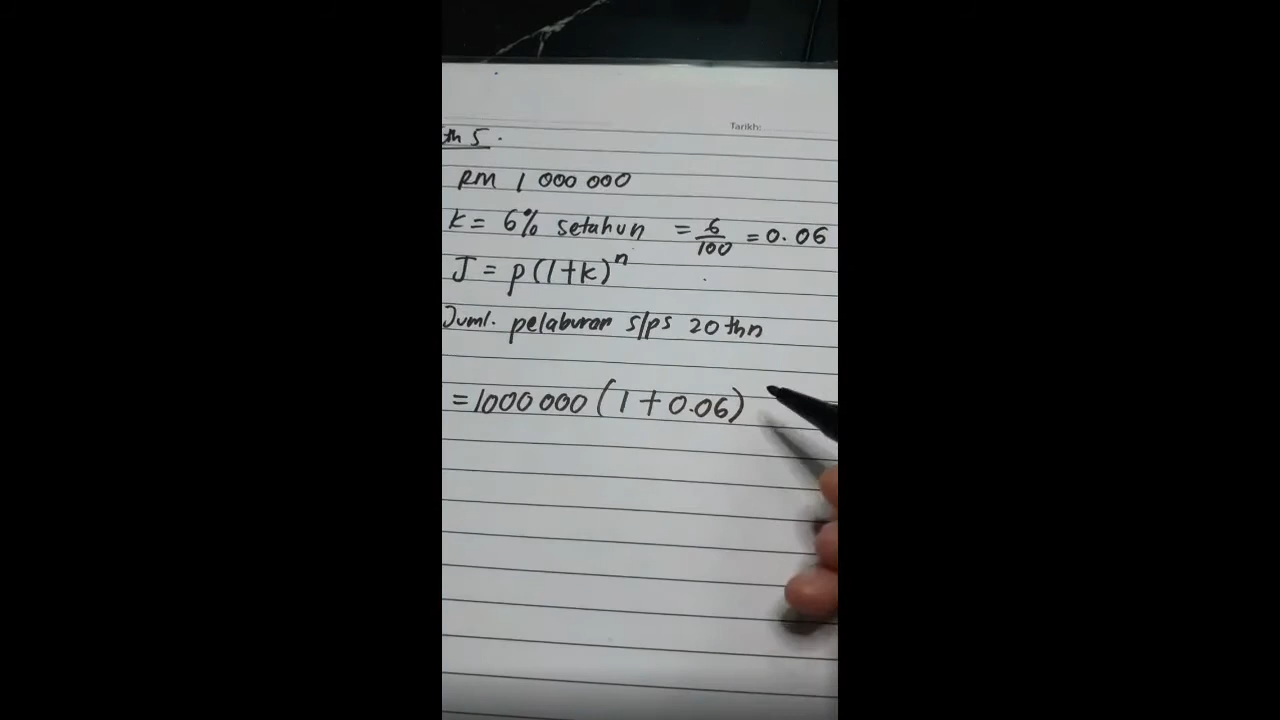 Tarikh:
th 5.
RM 1 000 000
K = 6% setahun = 6/100 = 0.06
J = p(1+k)ⁿ
Juml. pelaburan s/ps 20 thn
= 1000 000 (1 + 0.06)